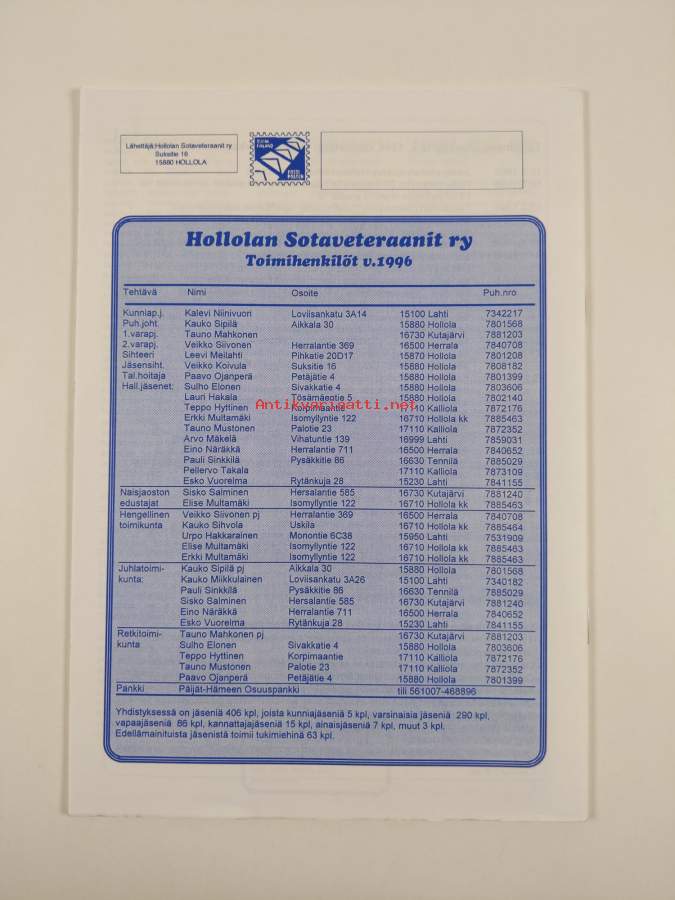 Lähettäjä:Hollolan Sotaveteraanit ry
Suksitie 16
15880 HOLLOLA
SUOMI
FINLAND
POSTI
POSTEN
Hollolan Sotaveteraanit ry
Toimihenkilöt v.1996
Tehtävä Nimi Osoite Puh.nro
Kunniap.j. Kalevi Niinivuori Loviisankatu 3A14 15100 Lahti 7342217
Puh.joht. Kauko Sipilä Aikkala 30 15880 Hollola 7801568
1.varapj. Tauno Mahkonen 16730 Kutajärvi 7881203
2.varapj. Veikko Siivonen Herralantie 369 16500 Herrala 7840708
Sihteeri Leevi Meilahti Pihkatie 20D17 15870 Hollola 7801208
Jäsensiht. Veikko Koivula Suksitie 16 15880 Hollola 7808182
Tal.hoitaja Paavo Ojanperä Petäjätie 4 15880 Hollola 7801399
Hall.jäsenet: Sulho Elonen Sivakkatie 4 15880 Hollola 7803606
Lauri Hakala Tösämäentie 5 15880 Hollola 7802140
Antikvariaatti.net
Teppo Hyttinen Korpimaantie 17110 Kalliola 7872176
Erkki Multamäki Isomyllyntie 122 16710 Hollola kk 7885463
Tauno Mustonen Palotie 23 17110 Kalliola 7872352
Arvo Mäkelä Vihatuntie 139 16999 Lahti 7859031
Eino Näräkkä Herralantie 711 16500 Herrala 7840652
Pauli Sinkkilä Pysäkkitie 86 16630 Tennilä 7885029
Pellervo Takala 17110 Kalliola 7873109
Esko Vuorelma Rytänkuja 28 15230 Lahti 7841155
Naisjaoston Sisko Salminen Hersalantie 585 16730 Kutajärvi 7881240
edustajat Elise Multamäki Isomyllyntie 122 16710 Hollola kk 7885463
Hengellinen Veikko Siivonen pj Herralantie 369 16500 Herrala 7840708
toimikunta Kauko Sihvola Uskila 16710 Hollola kk 7885464
Urpo Hakkarainen Monontie 6C38 15950 Lahti 7531909
Elise Multamäki Isomyllyntie 122 16710 Hollola kk 7885463
Erkki Multamäki Isomyllyntie 122 16710 Hollola kk 7885463
Juhlatoimi- Kauko Sipilä pj Aikkala 30 15880 Hollola 7801568
kunta: Kauko Miikkulainen Loviisankatu 3A26 15100 Lahti 7340182
Pauli Sinkkilä Pysäkkitie 86 16630 Tennilä 7885029
Sisko Salminen Hersalantie 585 16730 Kutajärvi 7881240
Eino Näräkkä Herralantie 711 16500 Herrala 7840652
Esko Vuorelma Rytänkuja 28 15230 Lahti 7841155
Retkitoimi- Tauno Mahkonen pj 16730 Kutajärvi 7881203
kunta Sulho Elonen Sivakkatie 4 15880 Hollola 7803606
Teppo Hyttinen Korpimaantie 17110 Kalliola 7872176
Tauno Mustonen Palotie 23 17110 Kalliola 7872352
Paavo Ojanperä Petäjätie 4 15880 Hollola 7801399
Pankki Päijät-Hämeen Osuuspankki tili 561007-468896
Yhdistyksessä on jäseniä 406 kpl, joista kunniajäseniä 5 kpl, varsinaisia jäseniä 290 kpl,
vapaajäseniä 86 kpl, kannattajajäseniä 15 kpl, ainaisjäseniä 7 kpl, muut 3 kpl.
Edellämainituista jäsenistä toimii tukimiehinä 63 kpl.